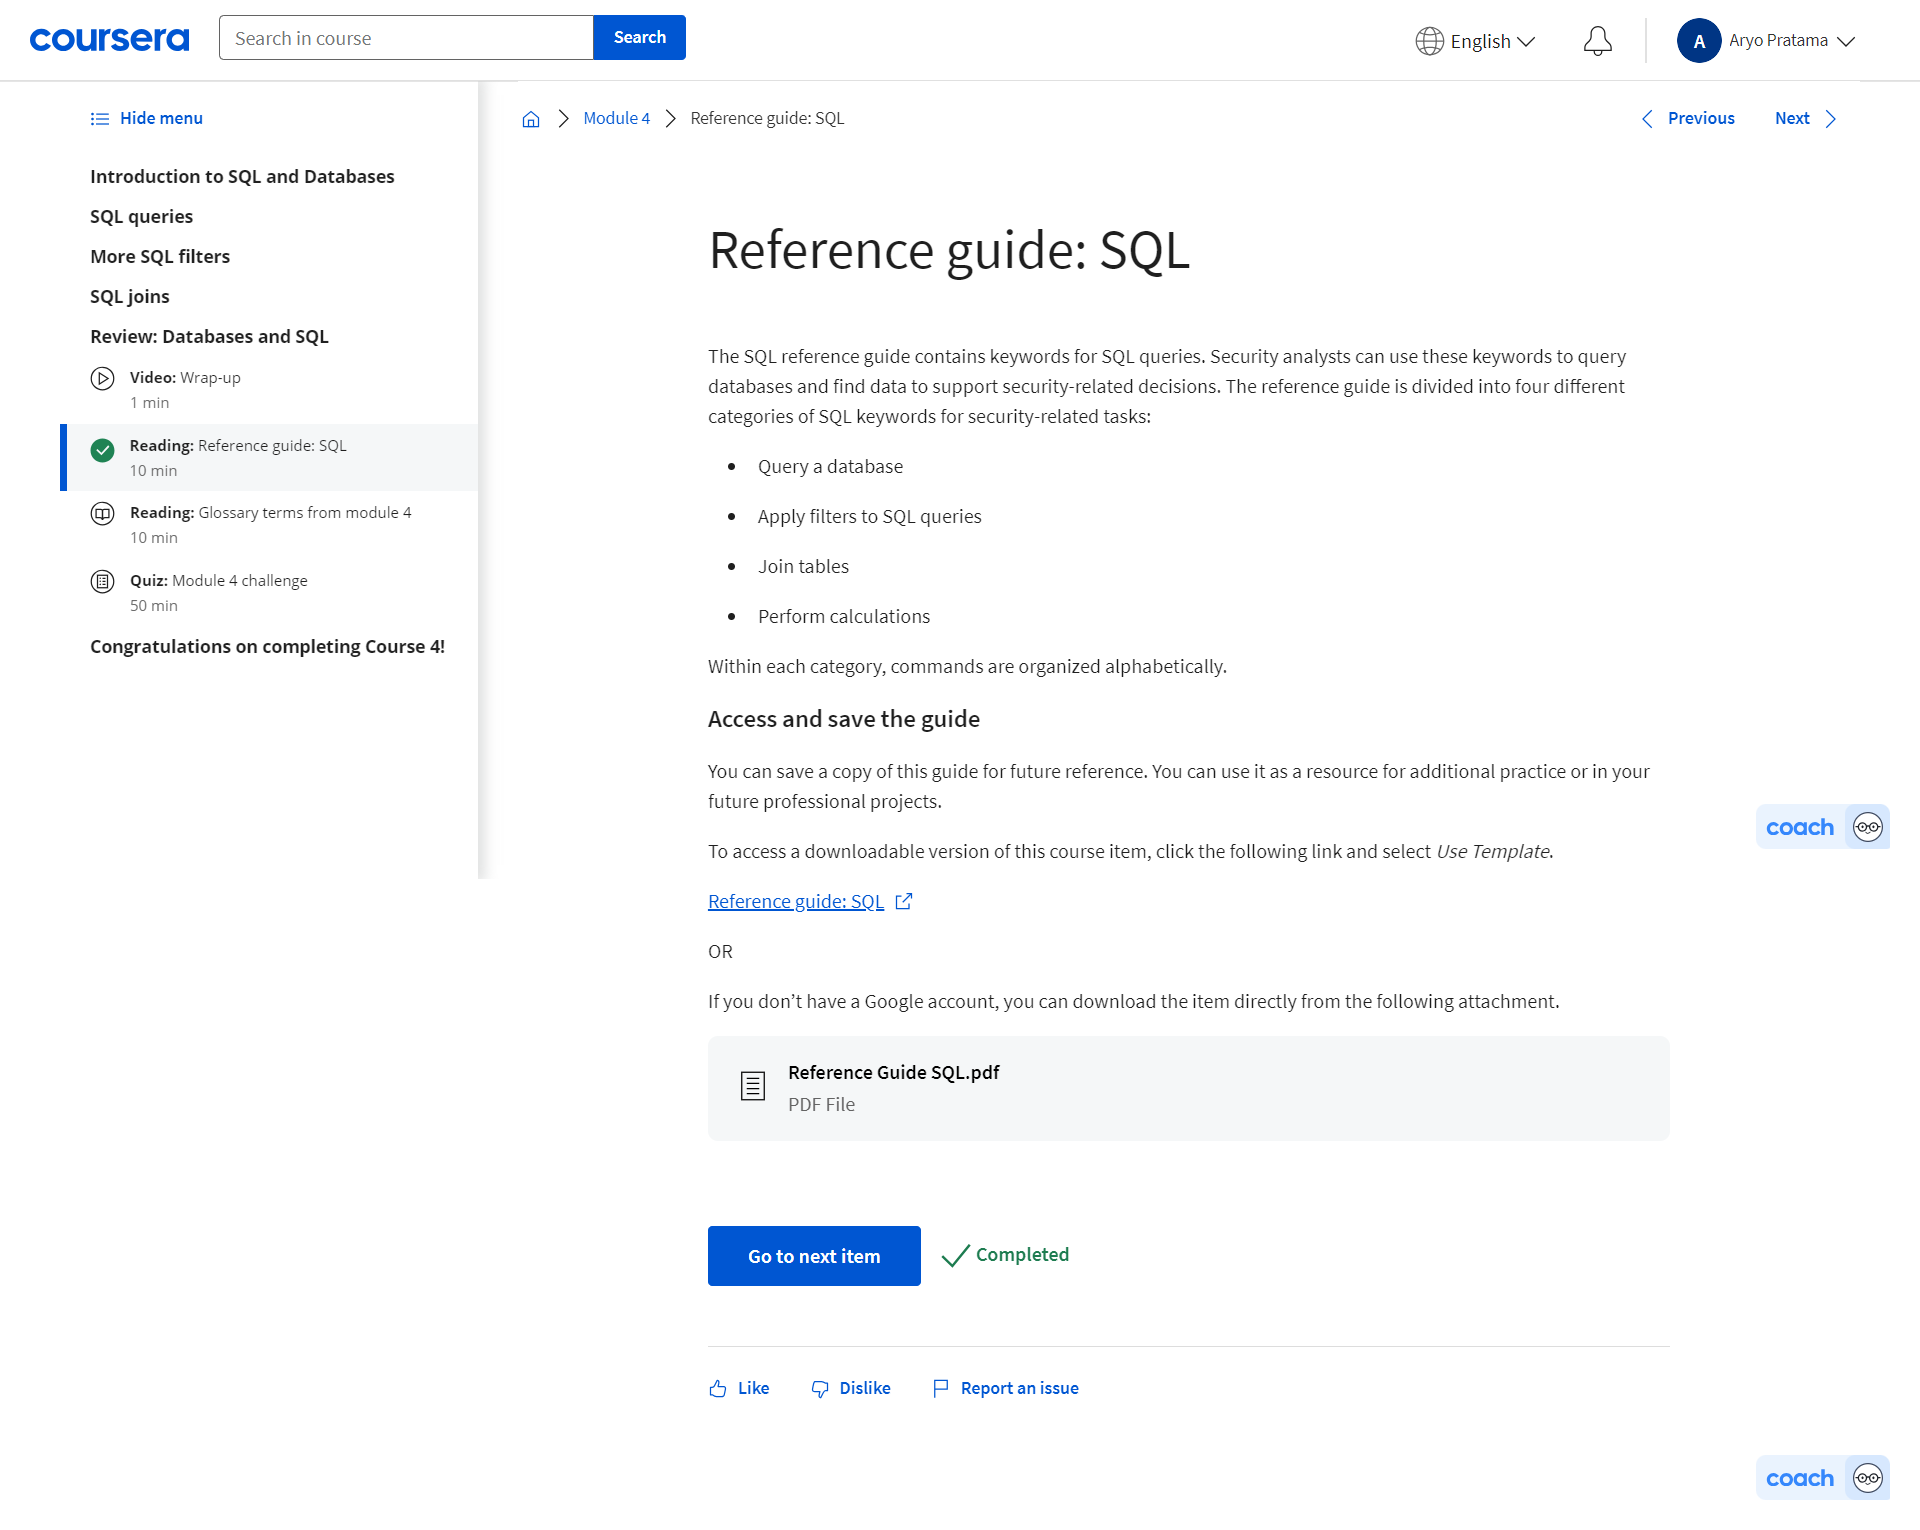 coursera
Search in course
Search
English
A
Aryo Pratama
Hide menu
Introduction to SQL and Databases
SQL queries
More SQL filters
SQL joins
Review: Databases and SQL
Video: Wrap-up
1 min
Reading: Reference guide: SQL
10 min
Reading: Glossary terms from module 4
10 min
Quiz: Module 4 challenge
50 min
Congratulations on completing Course 4!
Module 4
Reference guide: SQL
Previous
Next
Reference guide: SQL
The SQL reference guide contains keywords for SQL queries. Security analysts can use these keywords to query
databases and find data to support security-related decisions. The reference guide is divided into four different
categories of SQL keywords for security-related tasks:
Query a database
Apply filters to SQL queries
Join tables
Perform calculations
Within each category, commands are organized alphabetically.
Access and save the guide
You can save a copy of this guide for future reference. You can use it as a resource for additional practice or in your
future professional projects.
To access a downloadable version of this course item, click the following link and select Use Template.
Reference guide: SQL
OR
If you don’t have a Google account, you can download the item directly from the following attachment.
Reference Guide SQL.pdf
PDF File
Go to next item
Completed
Like
Dislike
Report an issue
coach
coach